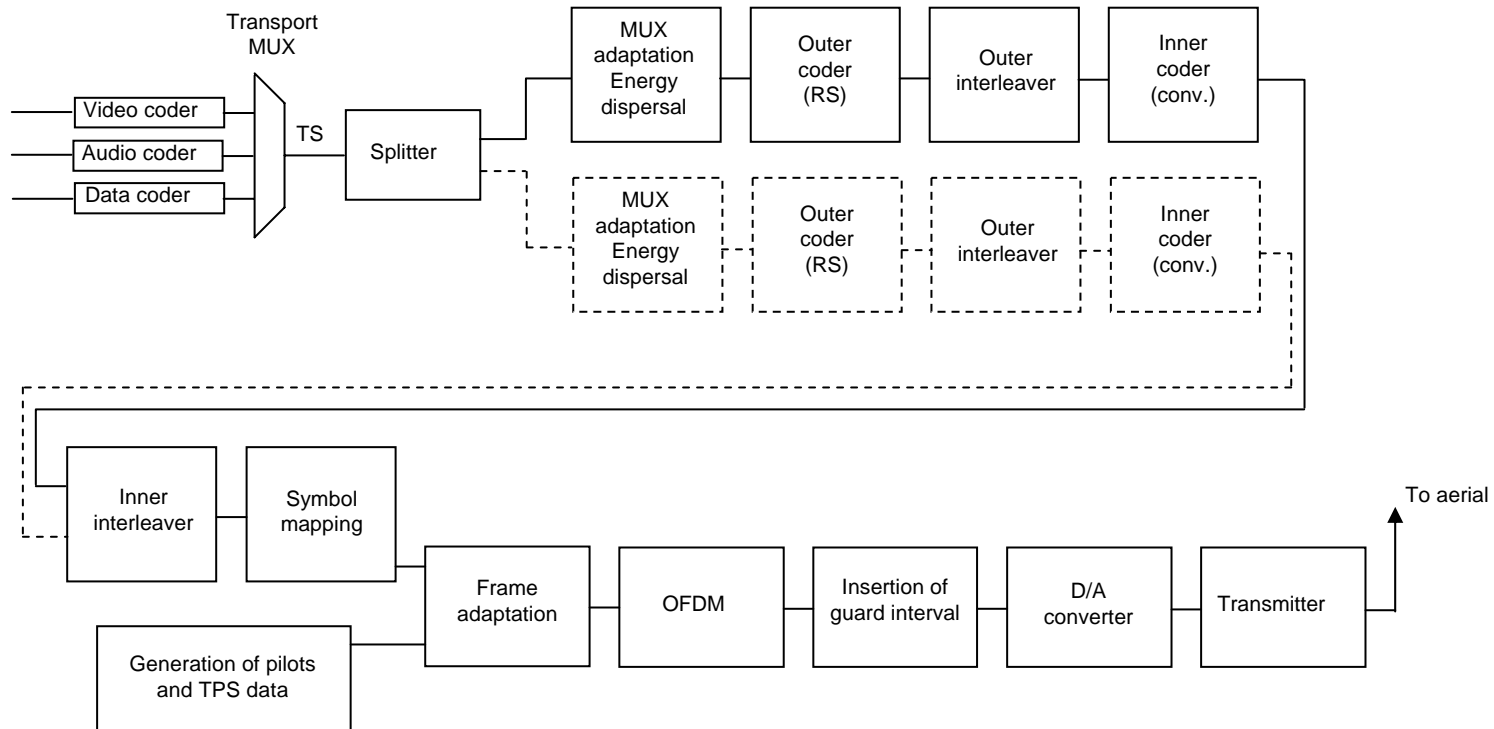 Transport
MUX
Video coder
Audio coder
Data coder
TS
Splitter
MUX
adaptation
Energy
dispersal
Outer
coder
(RS)
Outer
interleaver
Inner
coder
(conv.)
MUX
adaptation
Energy
dispersal
Outer
coder
(RS)
Outer
interleaver
Inner
coder
(conv.)
Inner
interleaver
Symbol
mapping
Generation of pilots
and TPS data
Frame
adaptation
OFDM
Insertion of
guard interval
D/A
converter
Transmitter
To aerial